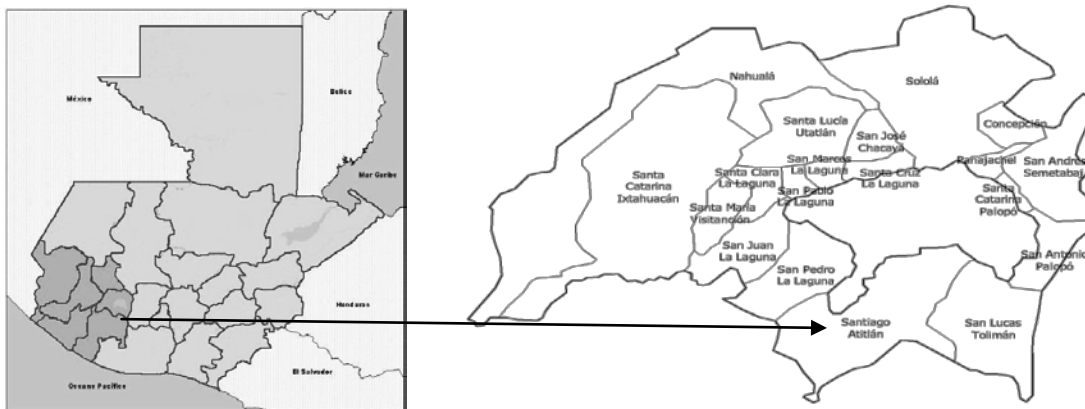 México
Belice
Mar Caribe
Honduras
El Salvador
Oceano Pacífico
Nahualá
Sololá
Santa Lucía
Utatlán
San José
Chacayá
Concepción
Santa
Catarina
Ixtahuacán
Santa Clara
La Laguna
San Marcos
La Laguna
Santa Cruz
La Laguna
Panajachel
San Andres
Semetabaj
San Pablo
La Laguna
Santa María
Visitanción
Santa
Catarina
Palopó
San Juan
La Laguna
San Pedro
La Laguna
San Antonio
Palopó
Santiago
Atitlán
San Lucas
Tolimán